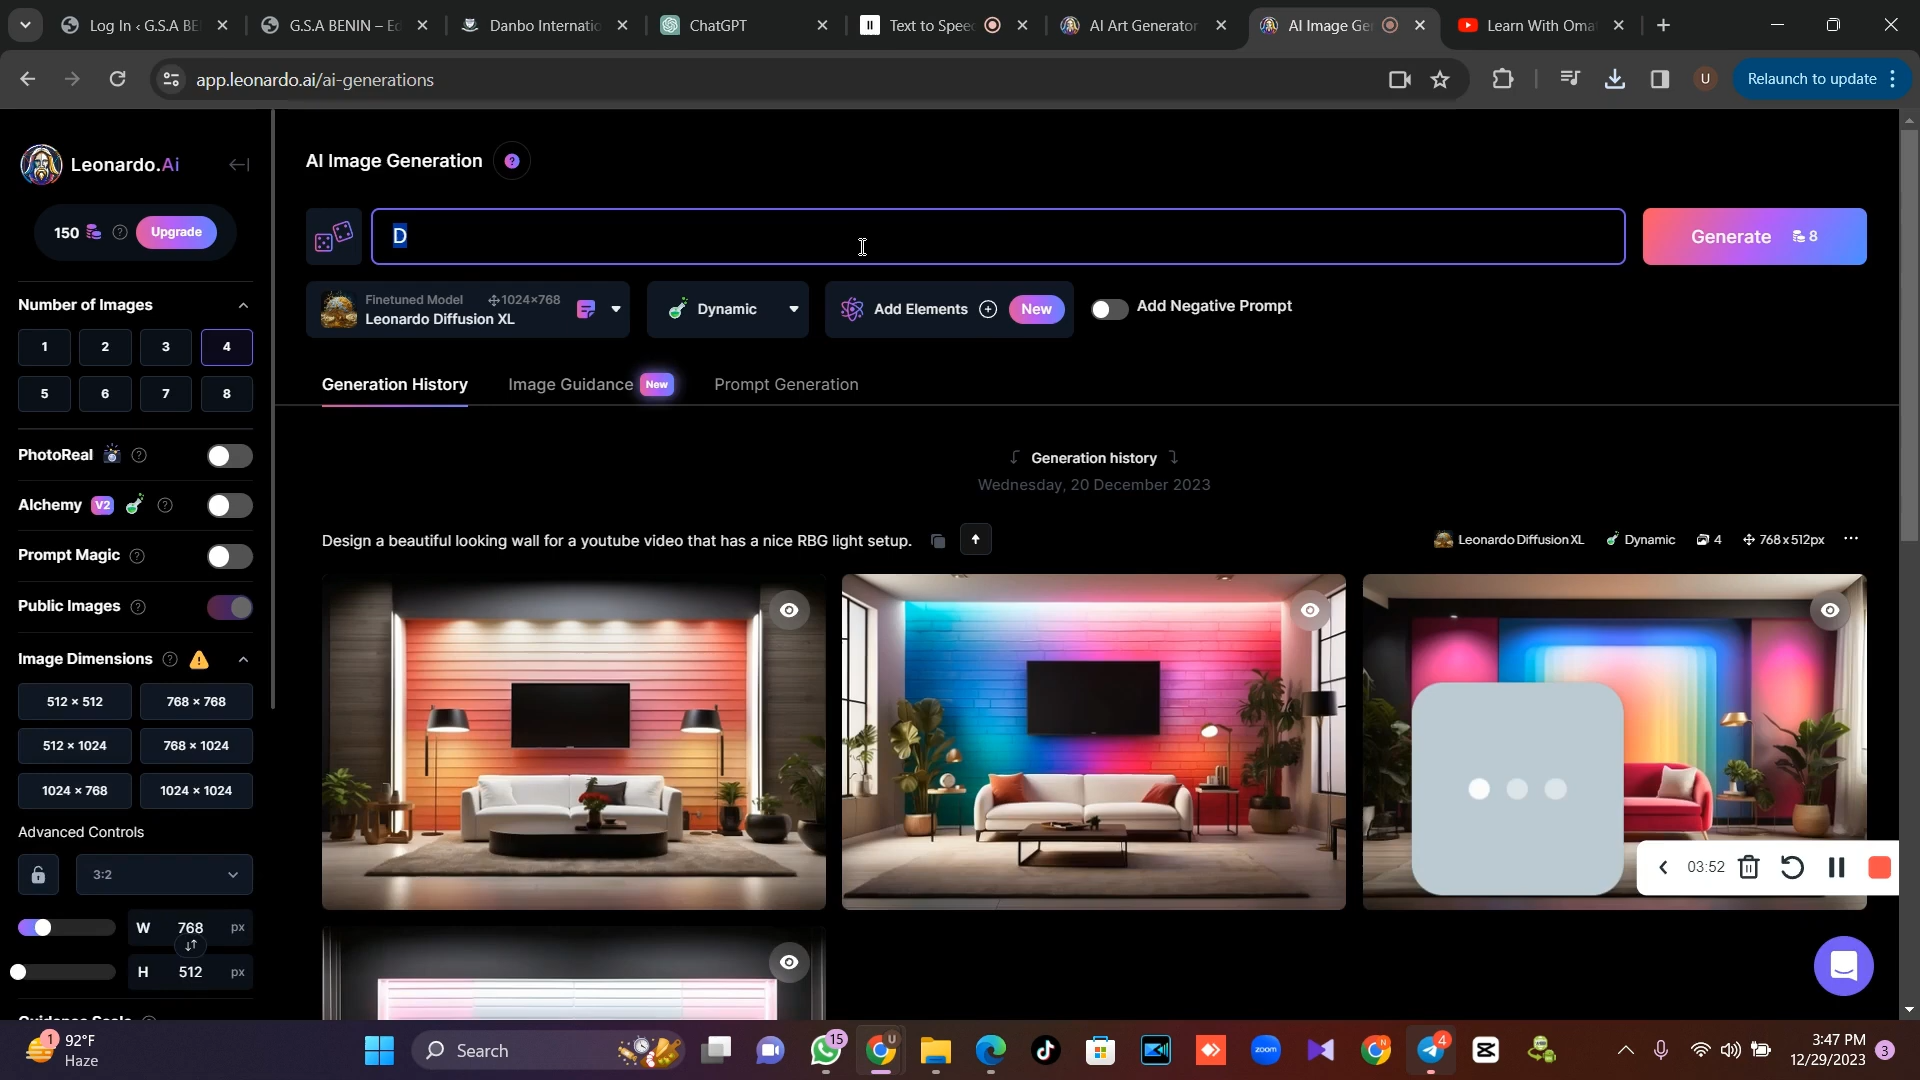 Log In ‹ G.S.A BE
G.S.A BENIN – Ed
Danbo Internatio
ChatGPT
Text to Spee
AI Art Generator
AI Image Ge
Learn With Oma
app.leonardo.ai/ai-generations
U
Relaunch to update
Leonardo.Ai
150
Upgrade
Number of Images
1 2 3 4
5 6 7 8
PhotoReal
Alchemy V2
Prompt Magic
Public Images
Image Dimensions
512 × 512 768 × 768
512 × 1024 768 × 1024
1024 × 768 1024 × 1024
Advanced Controls
3:2
W 768 px
H 512 px
AI Image Generation ?
D
Generate 8
Finetuned Model 1024×768
Leonardo Diffusion XL
Dynamic
Add Elements New
Add Negative Prompt
Generation History
Image Guidance New
Prompt Generation
Generation history
Wednesday, 20 December 2023
Design a beautiful looking wall for a youtube video that has a nice RBG light setup.
Leonardo Diffusion XL Dynamic 4 768x512px
03:52
1
92°F
Haze
Search
15
U
zoom
N
4
3:47 PM
12/29/2023
3